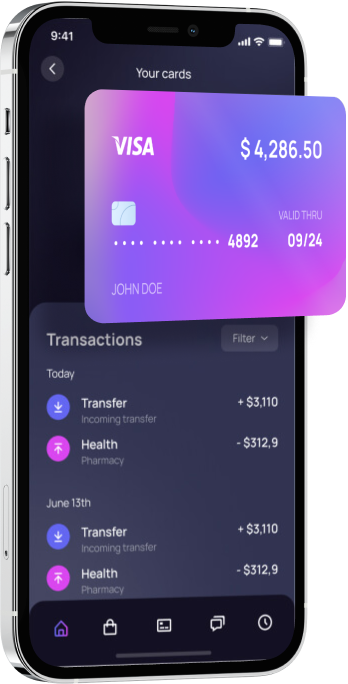 9:41
Your cards
VISA $ 4,286.50
VALID THRU
•••• •••• •••• 4892 09/24
JOHN DOE
Transactions Filter
Today
Transfer + $3,110
Incoming transfer
Health - $312,9
Pharmacy
June 13th
Transfer + $3,110
Incoming transfer
Health - $312,9
Pharmacy